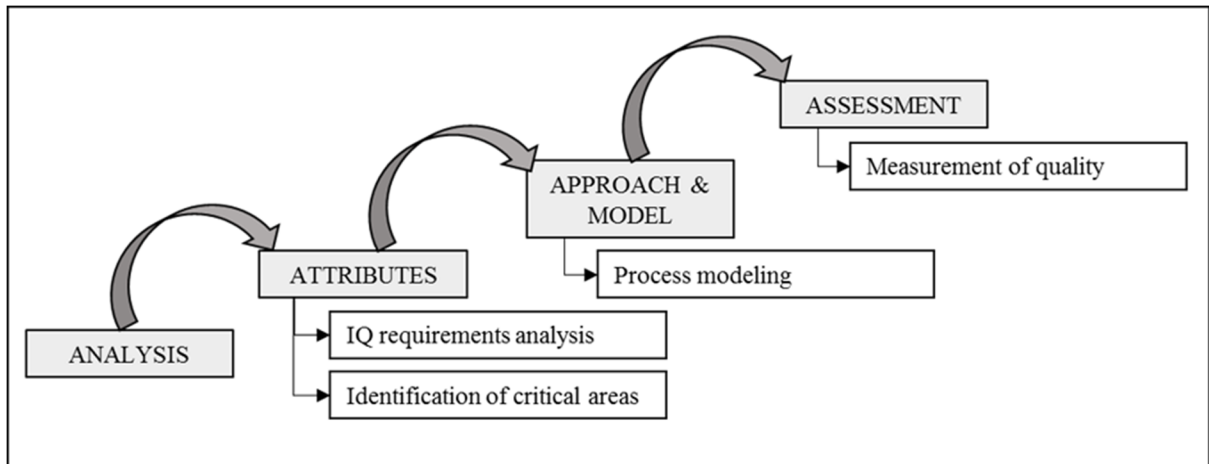 ASSESSMENT
Measurement of quality
APPROACH &
MODEL
Process modeling
ATTRIBUTES
IQ requirements analysis
Identification of critical areas
ANALYSIS